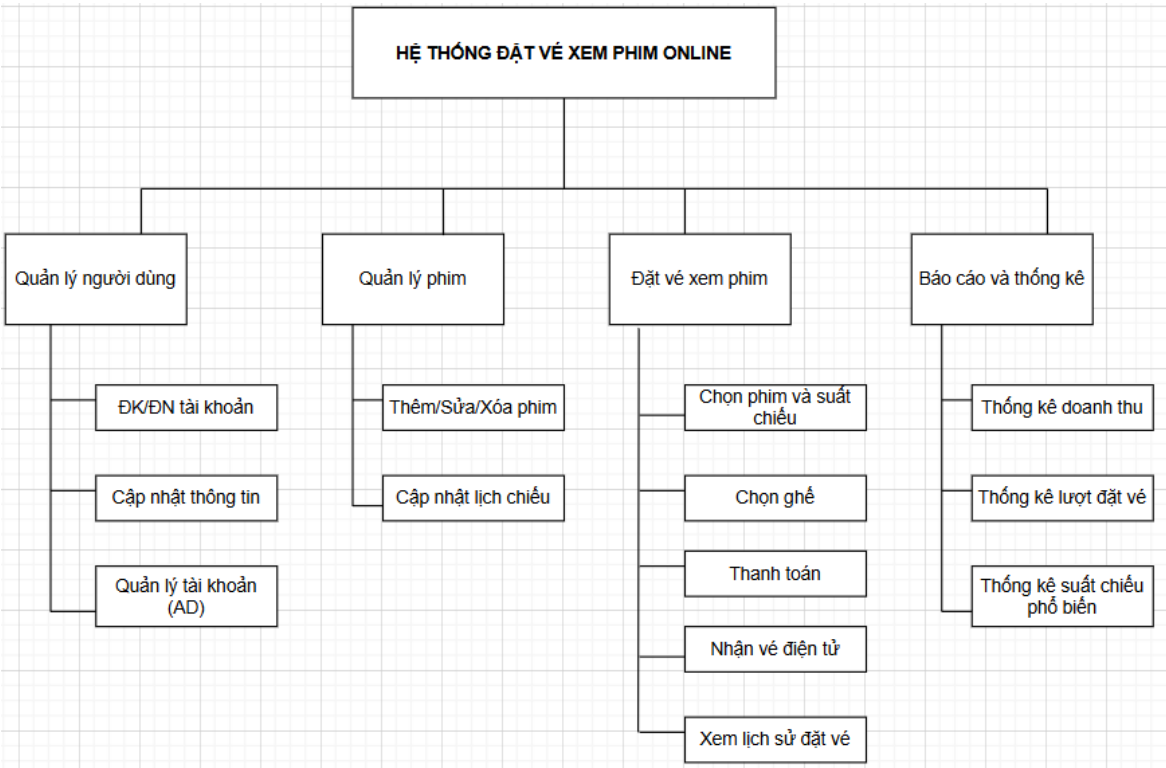 HỆ THỐNG ĐẶT VÉ XEM PHIM ONLINE
Quản lý người dùng
Quản lý phim
Đặt vé xem phim
Báo cáo và thống kê
ĐK/ĐN tài khoản
Thêm/Sửa/Xóa phim
Chọn phim và suất
chiếu
Thống kê doanh thu
Cập nhật thông tin
Cập nhật lịch chiếu
Chọn ghế
Thống kê lượt đặt vé
Quản lý tài khoản
(AD)
Thanh toán
Thống kê suất chiếu
phổ biến
Nhận vé điện tử
Xem lịch sử đặt vé